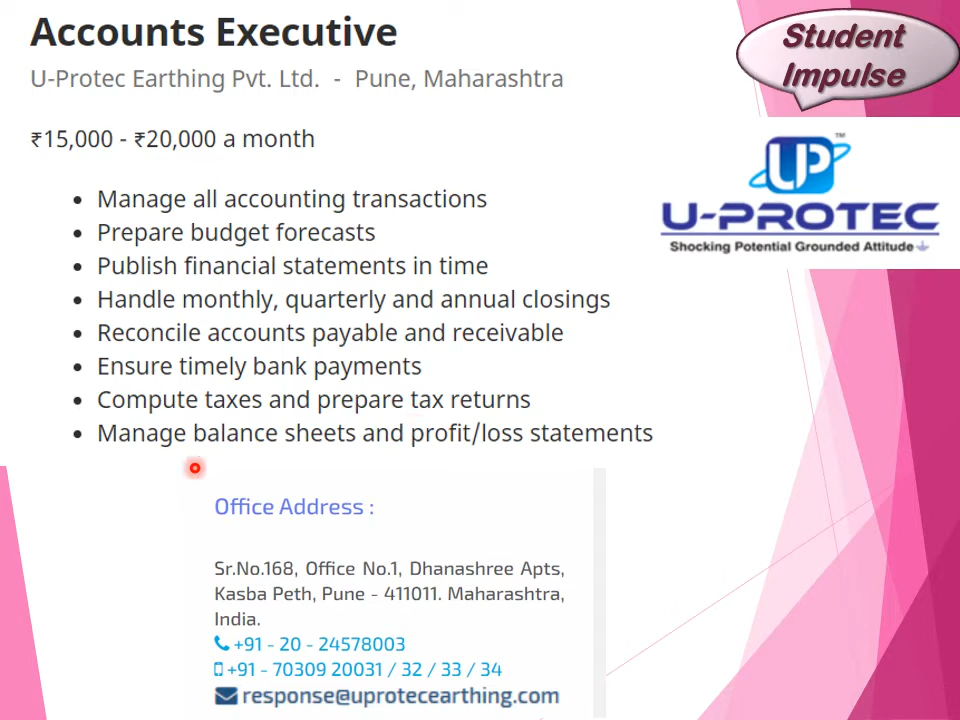 Accounts Executive
U-Protec Earthing Pvt. Ltd. - Pune, Maharashtra
₹15,000 - ₹20,000 a month
• Manage all accounting transactions
• Prepare budget forecasts
• Publish financial statements in time
• Handle monthly, quarterly and annual closings
• Reconcile accounts payable and receivable
• Ensure timely bank payments
• Compute taxes and prepare tax returns
• Manage balance sheets and profit/loss statements
Student
Impulse
UP TM
U-PROTEC
Shocking Potential Grounded Attitude
Office Address :
Sr.No.168, Office No.1, Dhanashree Apts,
Kasba Peth, Pune - 411011. Maharashtra,
India.
+91 - 20 - 24578003
+91 - 70309 20031 / 32 / 33 / 34
response@uprotecearthing.com